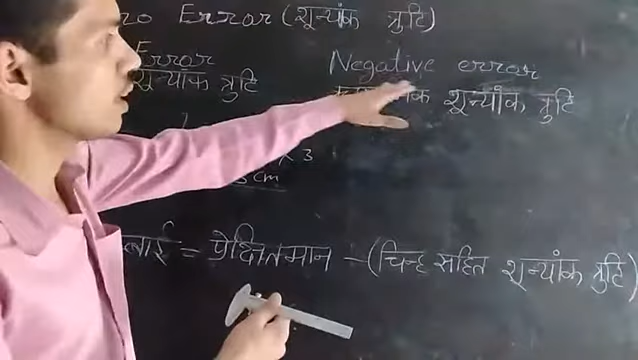 Error (शून्यांक त्रुटि)
Error
शून्यांक त्रुटि
Negative error
शून्यांक त्रुटि
× 3
cm
= प्रेक्षितमान - (चिन्ह सहित शून्यांक त्रुटि)